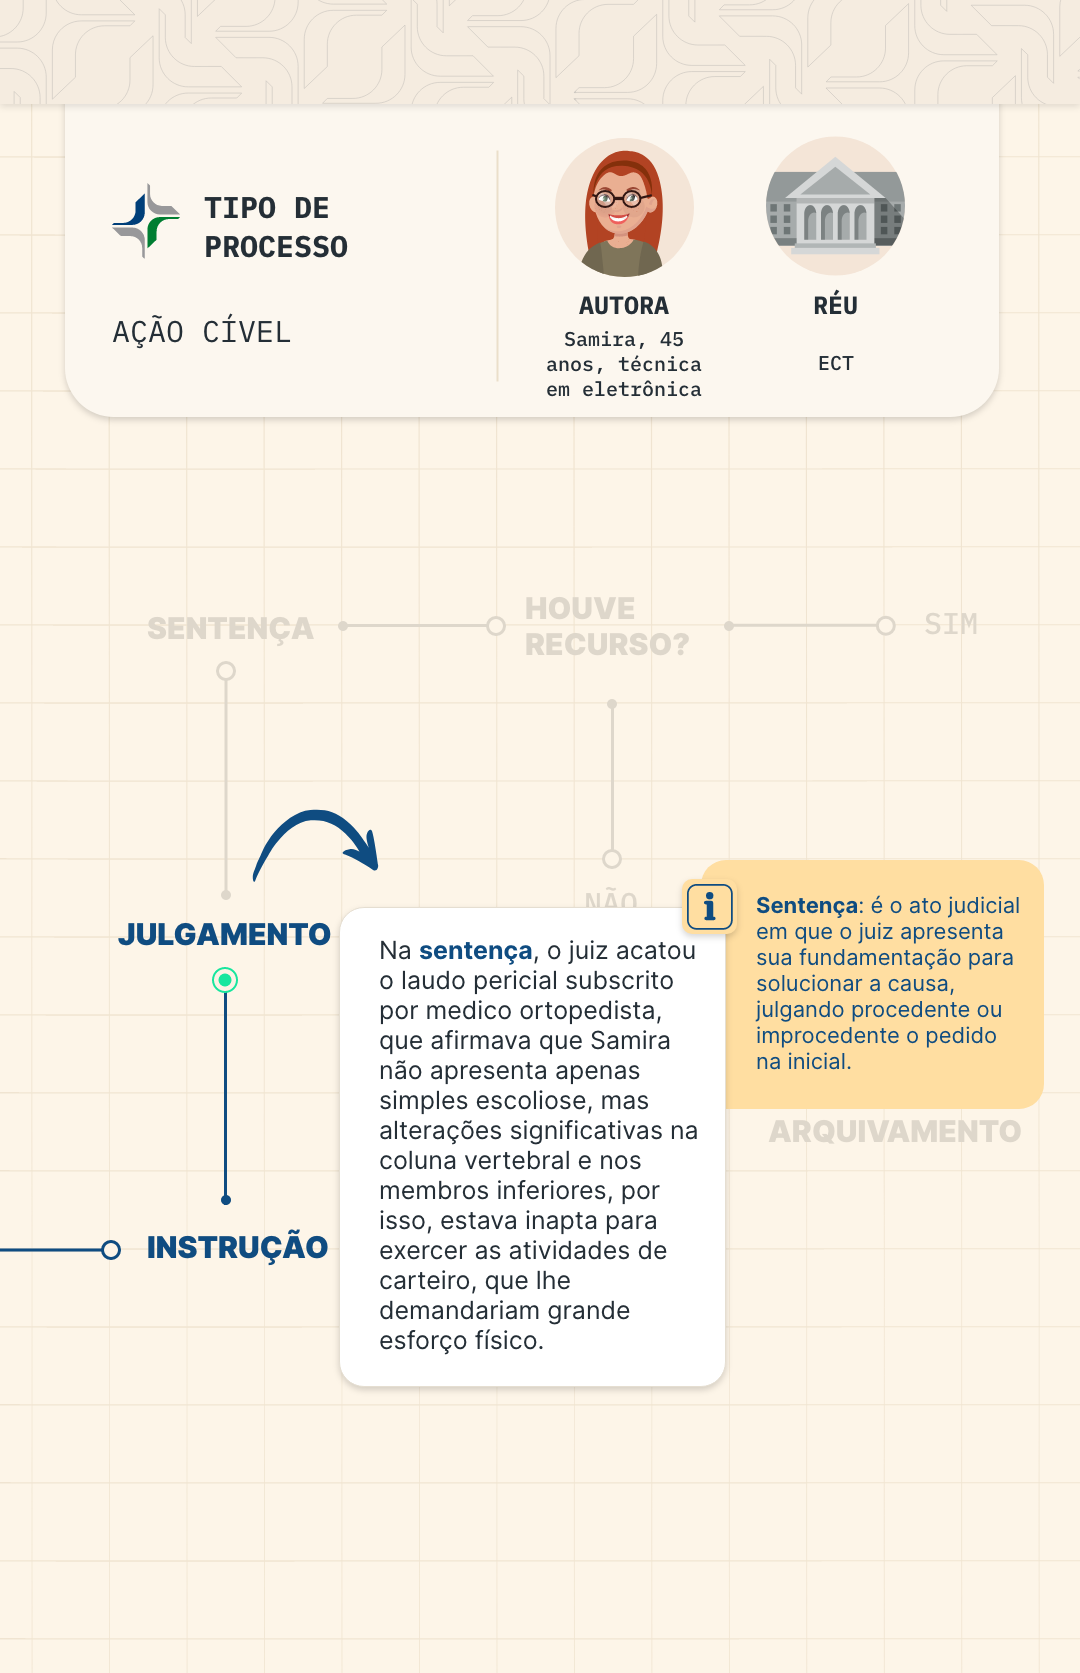 TIPO DE
PROCESSO
AÇÃO CÍVEL
AUTORA
Samira, 45
anos, técnica
em eletrônica
RÉU
ECT
SENTENÇA
HOUVE
RECURSO?
SIM
NÃO
JULGAMENTO
Na sentença, o juiz acatou
o laudo pericial subscrito
por medico ortopedista,
que afirmava que Samira
não apresenta apenas
simples escoliose, mas
alterações significativas na
coluna vertebral e nos
membros inferiores, por
isso, estava inapta para
exercer as atividades de
carteiro, que lhe
demandariam grande
esforço físico.
Sentença: é o ato judicial
em que o juiz apresenta
sua fundamentação para
solucionar a causa,
julgando procedente ou
improcedente o pedido
na inicial.
ARQUIVAMENTO
INSTRUÇÃO